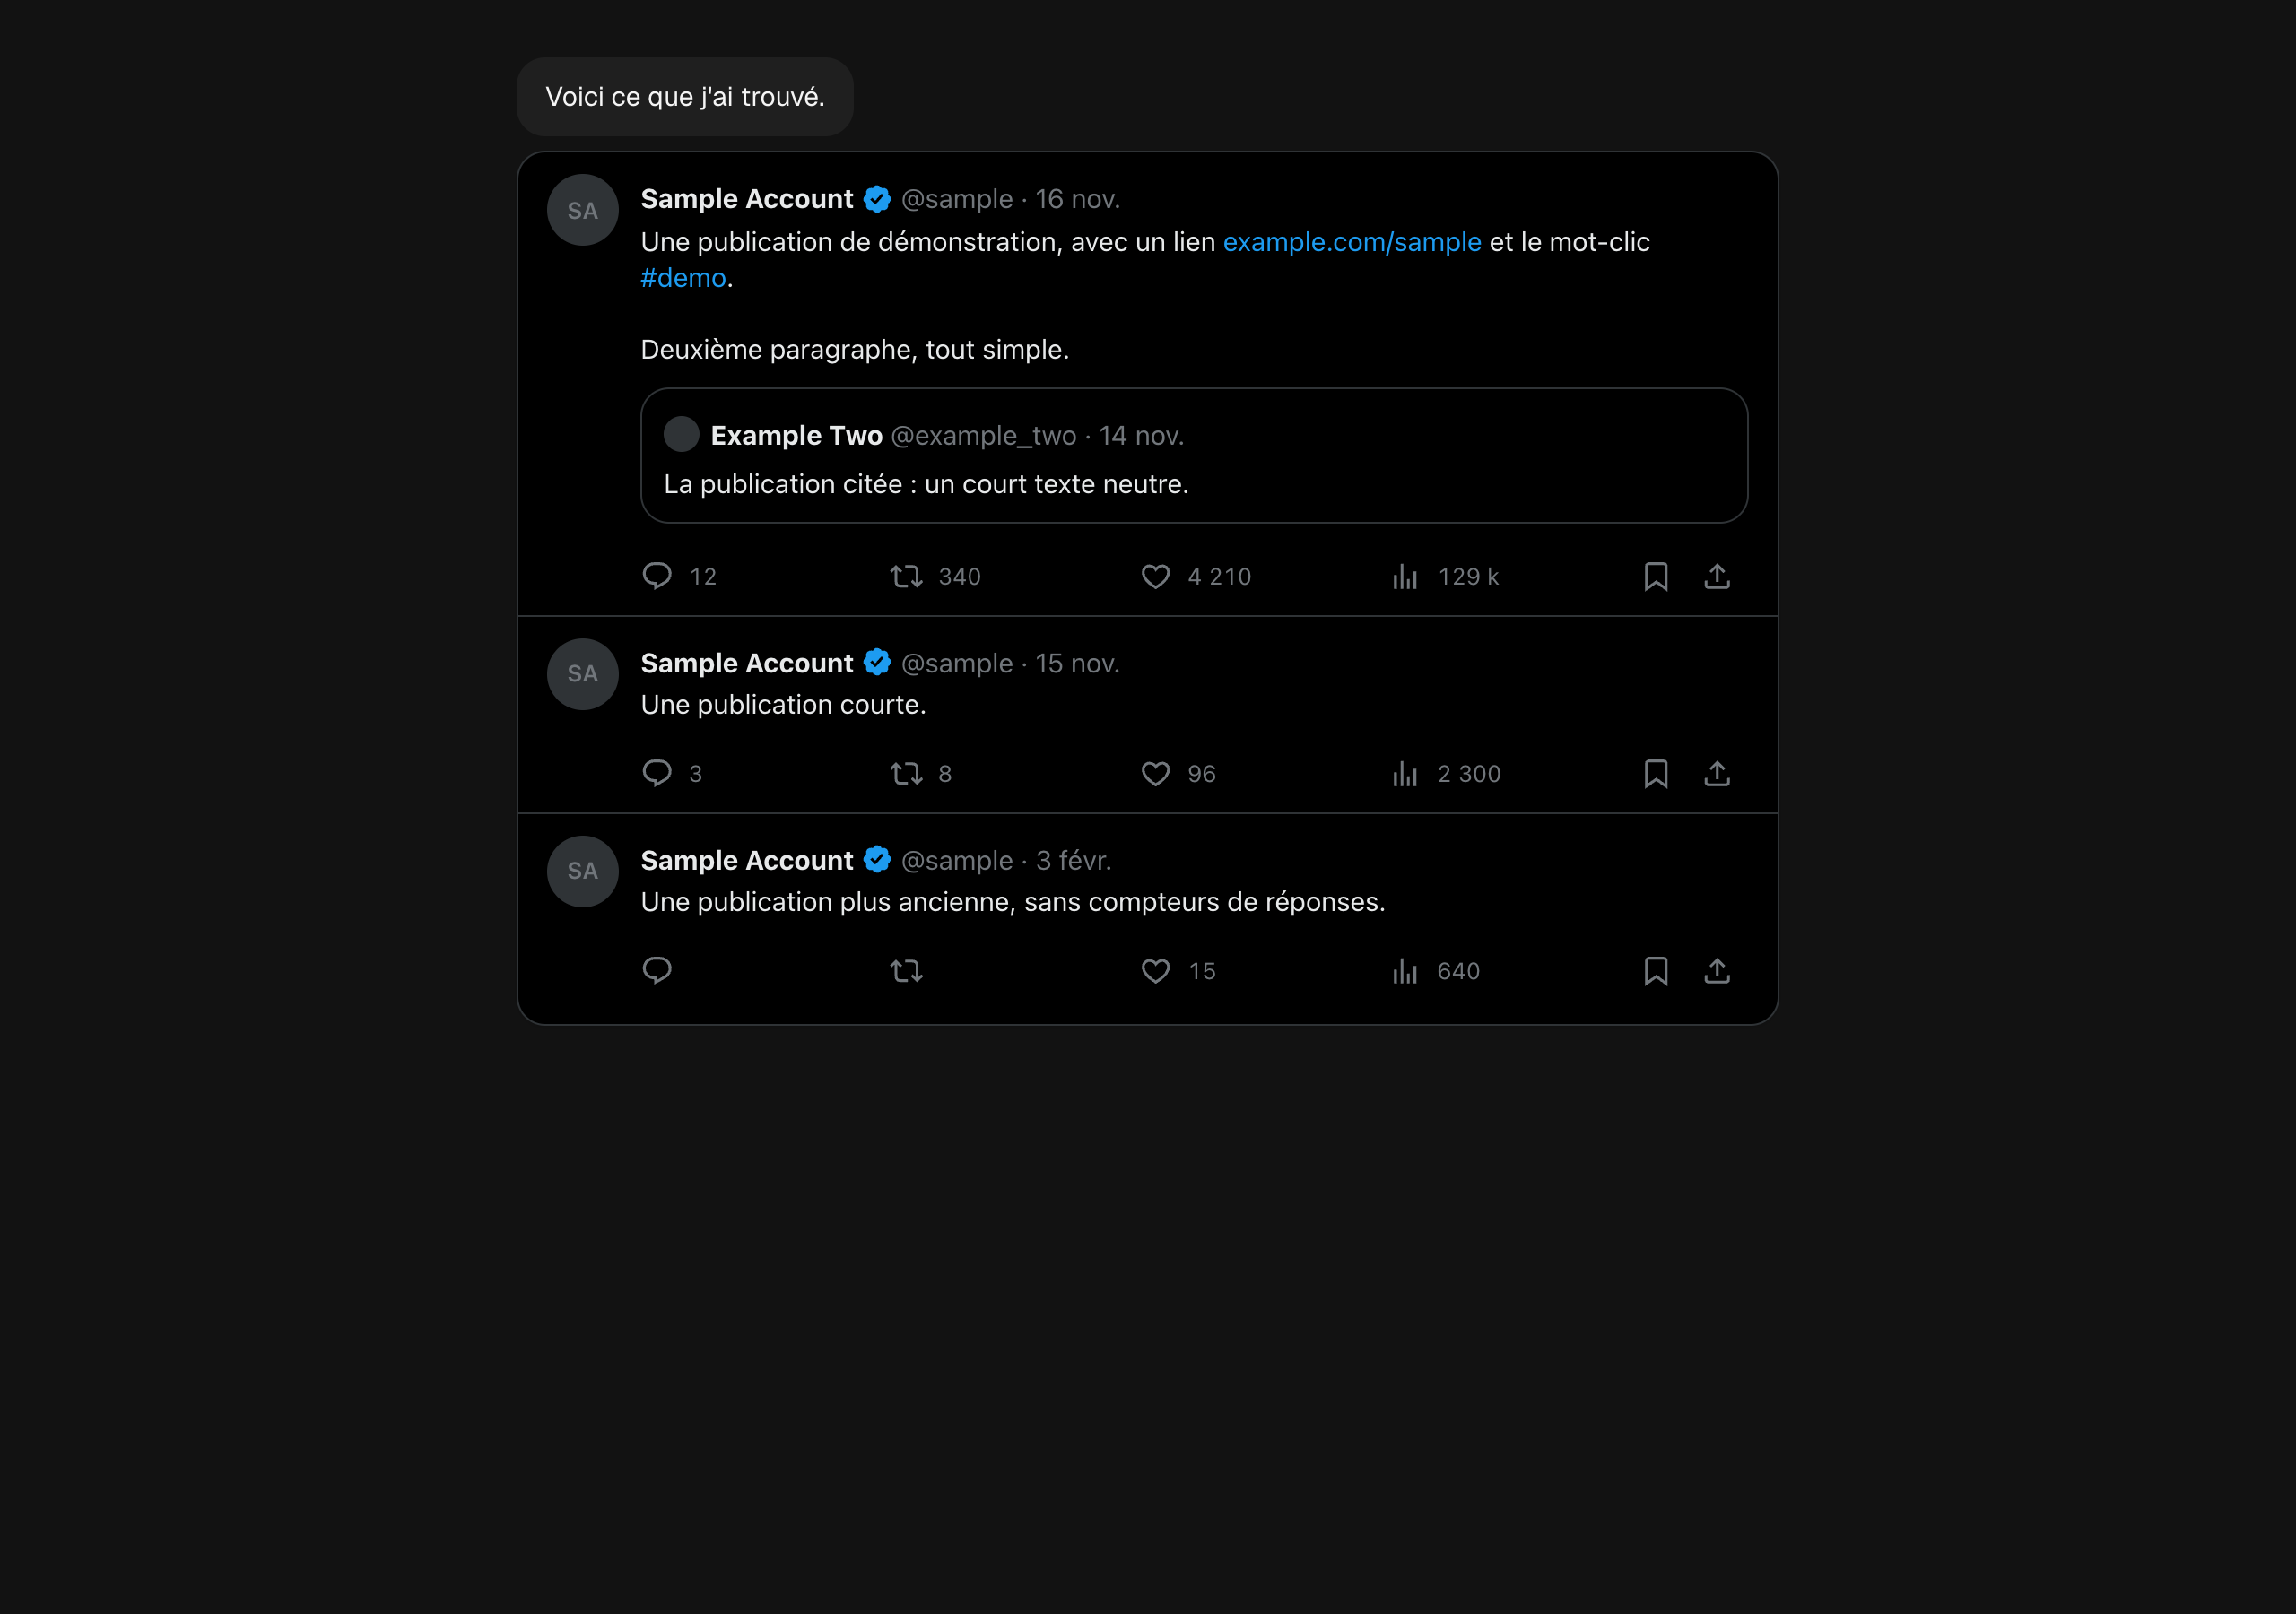 Voici ce que j'ai trouvé.
SA
Sample Account @sample · 16 nov.
Une publication de démonstration, avec un lien example.com/sample et le mot-clic
#demo.
Deuxième paragraphe, tout simple.
Example Two @example_two · 14 nov.
La publication citée : un court texte neutre.
12 340 4 210 129 k
SA
Sample Account @sample · 15 nov.
Une publication courte.
3 8 96 2 300
SA
Sample Account @sample · 3 févr.
Une publication plus ancienne, sans compteurs de réponses.
15 640